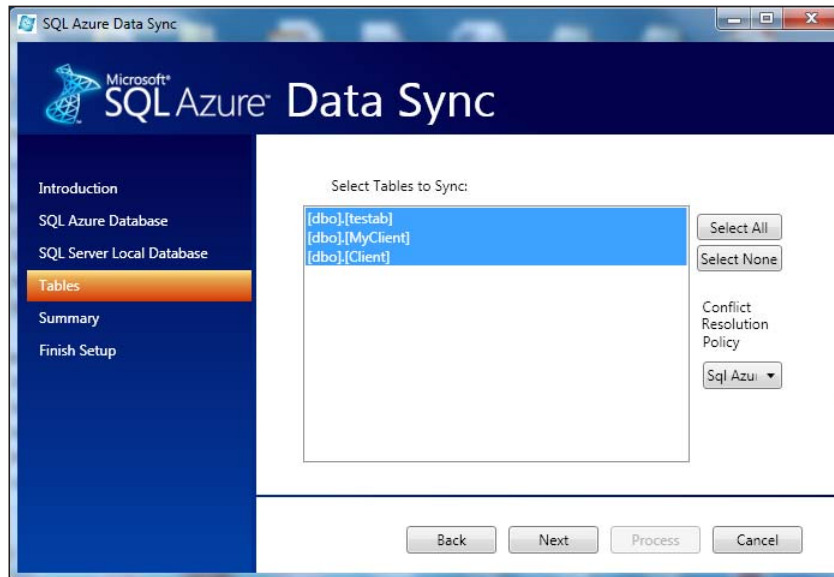 SQL Azure Data Sync
Microsoft®
SQL Azure™ Data Sync
Introduction
SQL Azure Database
SQL Server Local Database
Tables
Summary
Finish Setup
Select Tables to Sync:
[dbo].[testab]
[dbo].[MyClient]
[dbo].[Client]
Select All
Select None
Conflict
Resolution
Policy
Sql Azu
Back
Next
Process
Cancel